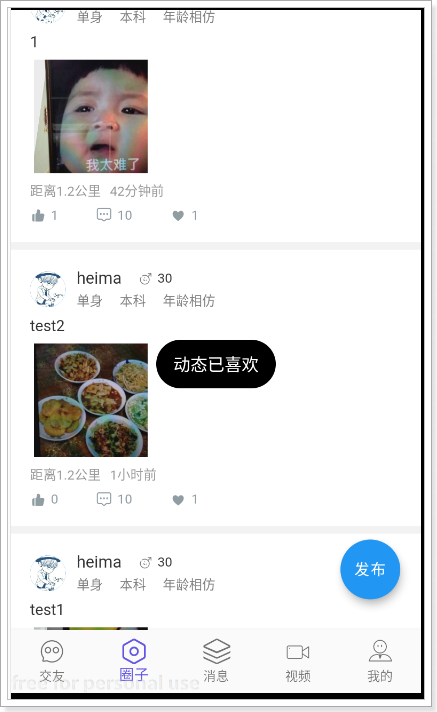 单身 本科 年龄相仿
1
我太难了
距离1.2公里 42分钟前
1 10 1
heima 30
单身 本科 年龄相仿
test2
动态已喜欢
距离1.2公里 1小时前
0 10 1
heima 30
发布
单身 本科 年龄相仿
test1
交友 圈子 消息 视频 我的
free for personal use